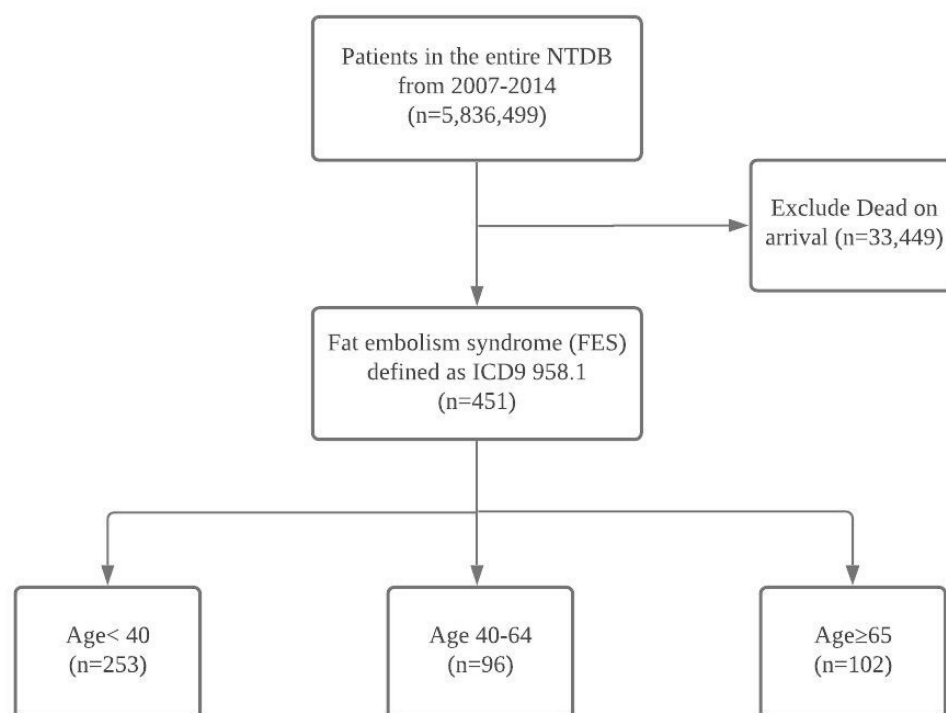 Patients in the entire NTDB
from 2007-2014
(n=5,836,499)
Exclude Dead on
arrival (n=33,449)
Fat embolism syndrome (FES)
defined as ICD9 958.1
(n=451)
Age< 40
(n=253)
Age 40-64
(n=96)
Age≥65
(n=102)